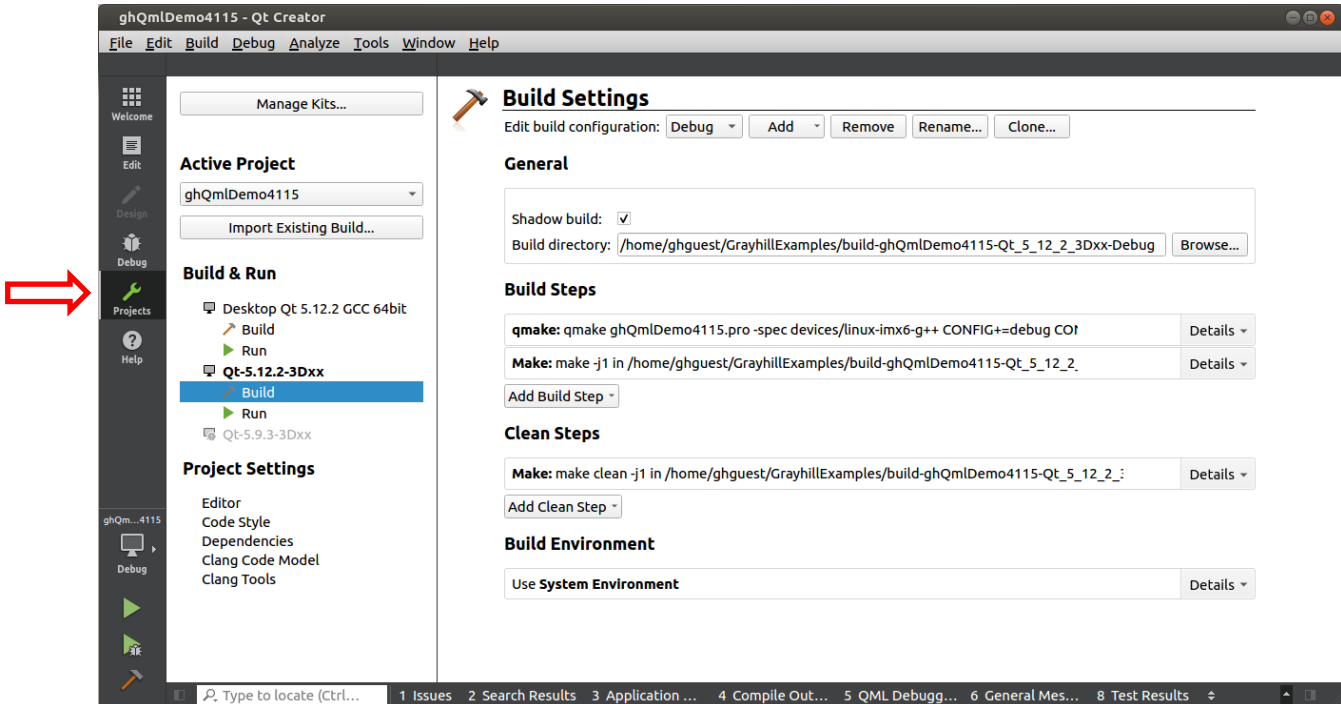 ghQmlDemo4115 - Qt Creator
File Edit Build Debug Analyze Tools Window Help
Welcome
Edit
Design
Debug
Projects
Help
ghQm...4115
Debug
Manage Kits...
Active Project
ghQmlDemo4115
Import Existing Build...
Build & Run
Desktop Qt 5.12.2 GCC 64bit
Build
Run
Qt-5.12.2-3Dxx
Build
Run
Qt-5.9.3-3Dxx
Project Settings
Editor
Code Style
Dependencies
Clang Code Model
Clang Tools
Build Settings
Edit build configuration: Debug Add Remove Rename... Clone...
General
Shadow build:
Build directory: /home/ghguest/GrayhillExamples/build-ghQmlDemo4115-Qt_5_12_2_3Dxx-Debug Browse...
Build Steps
qmake: qmake ghQmlDemo4115.pro -spec devices/linux-imx6-g++ CONFIG+=debug CON Details
Make: make -j1 in /home/ghguest/GrayhillExamples/build-ghQmlDemo4115-Qt_5_12_2_ Details
Add Build Step
Clean Steps
Make: make clean -j1 in /home/ghguest/GrayhillExamples/build-ghQmlDemo4115-Qt_5_12_2_3 Details
Add Clean Step
Build Environment
Use System Environment Details
Type to locate (Ctrl... 1 Issues 2 Search Results 3 Application ... 4 Compile Out... 5 QML Debugg... 6 General Mes... 8 Test Results